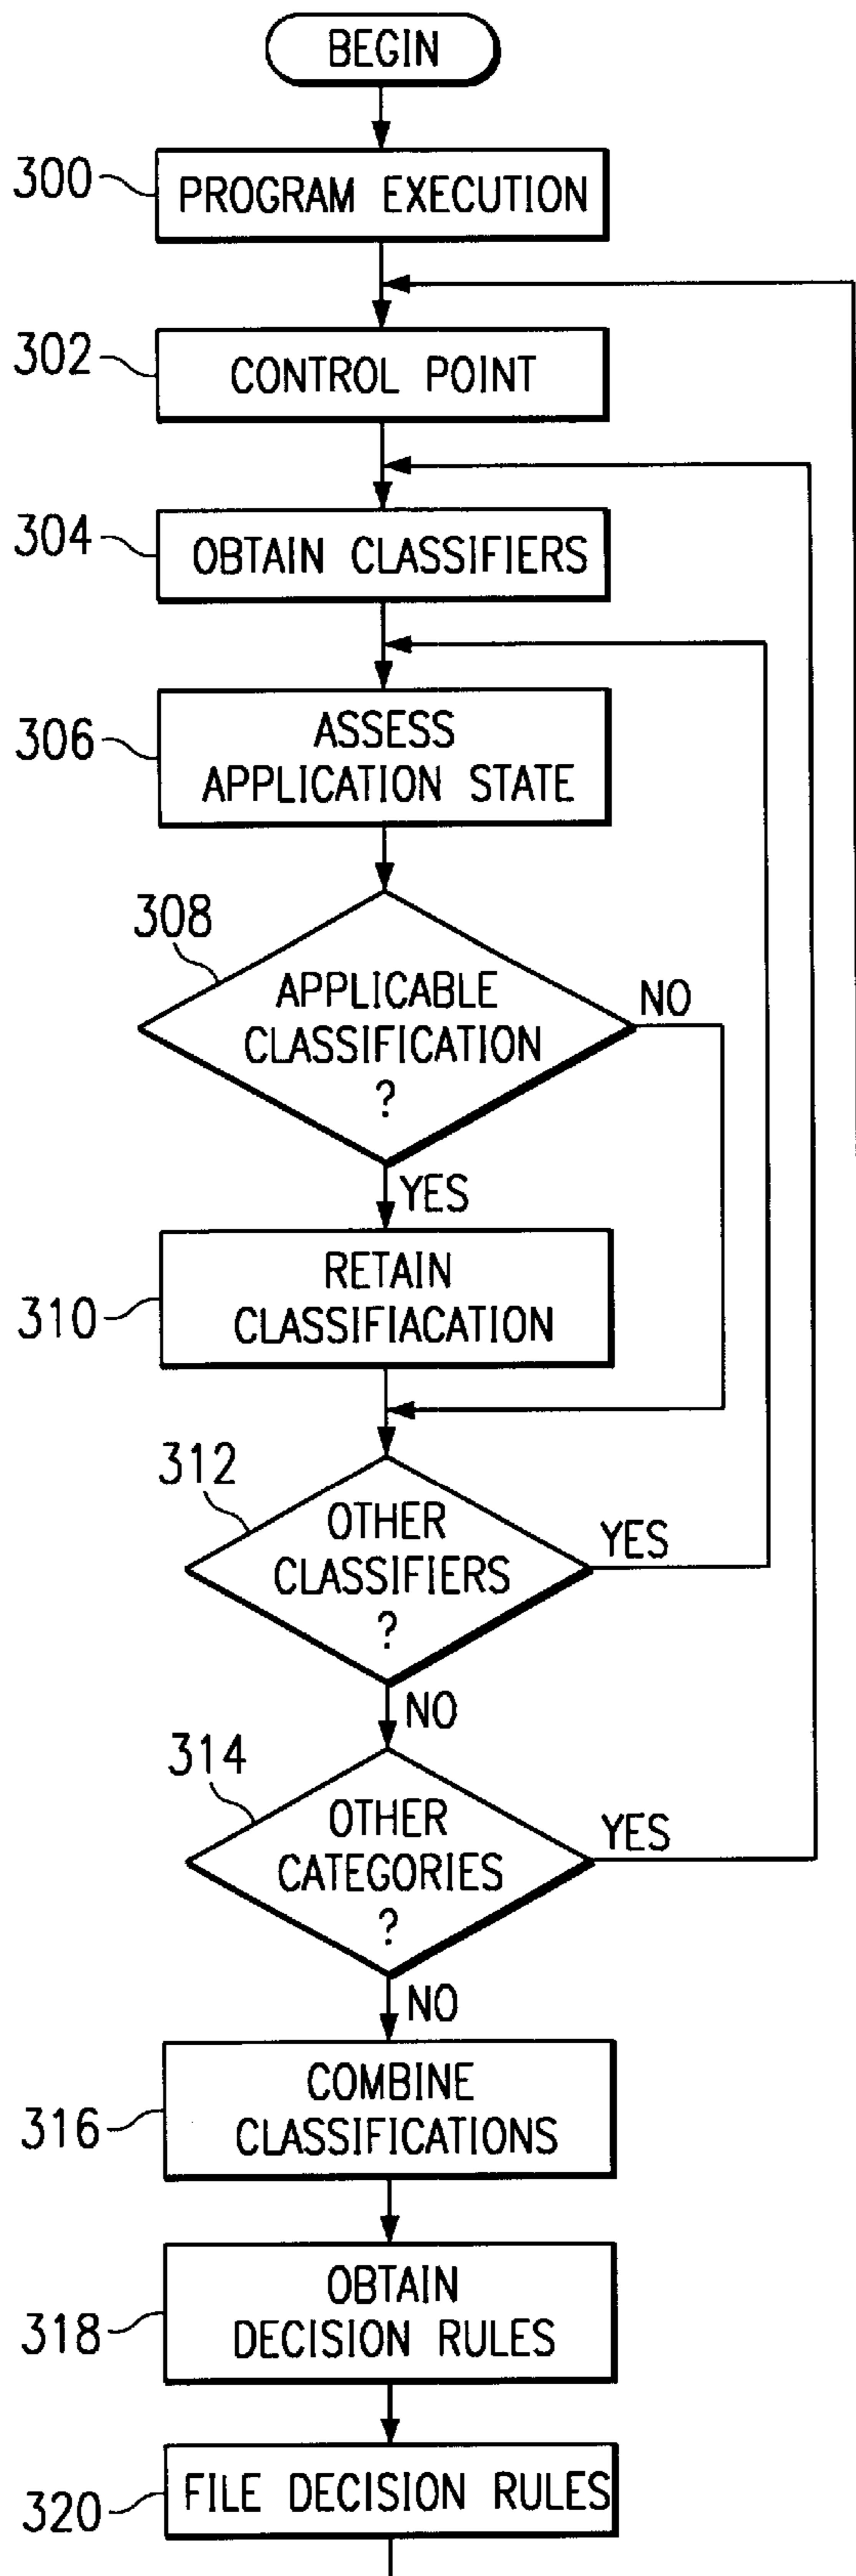 BEGIN
300
PROGRAM EXECUTION
302
CONTROL POINT
304
OBTAIN CLASSIFIERS
306
ASSESS
APPLICATION STATE
308
APPLICABLE
CLASSIFICATION
?
NO
YES
310
RETAIN
CLASSIFIACATION
312
OTHER
CLASSIFIERS
?
YES
NO
314
OTHER
CATEGORIES
?
YES
NO
316
COMBINE
CLASSIFICATIONS
318
OBTAIN
DECISION RULES
320
FILE DECISION RULES